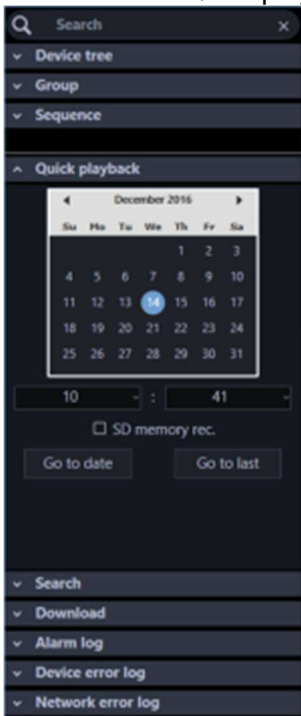 Search
Device tree
Group
Sequence
Quick playback
December 2016
Su Mo Tu We Th Fr Sa
1 2 3
4 5 6 7 8 9 10
11 12 13 14 15 16 17
18 19 20 21 22 23 24
25 26 27 28 29 30 31
10 : 41
SD memory rec.
Go to date Go to last
Search
Download
Alarm log
Device error log
Network error log